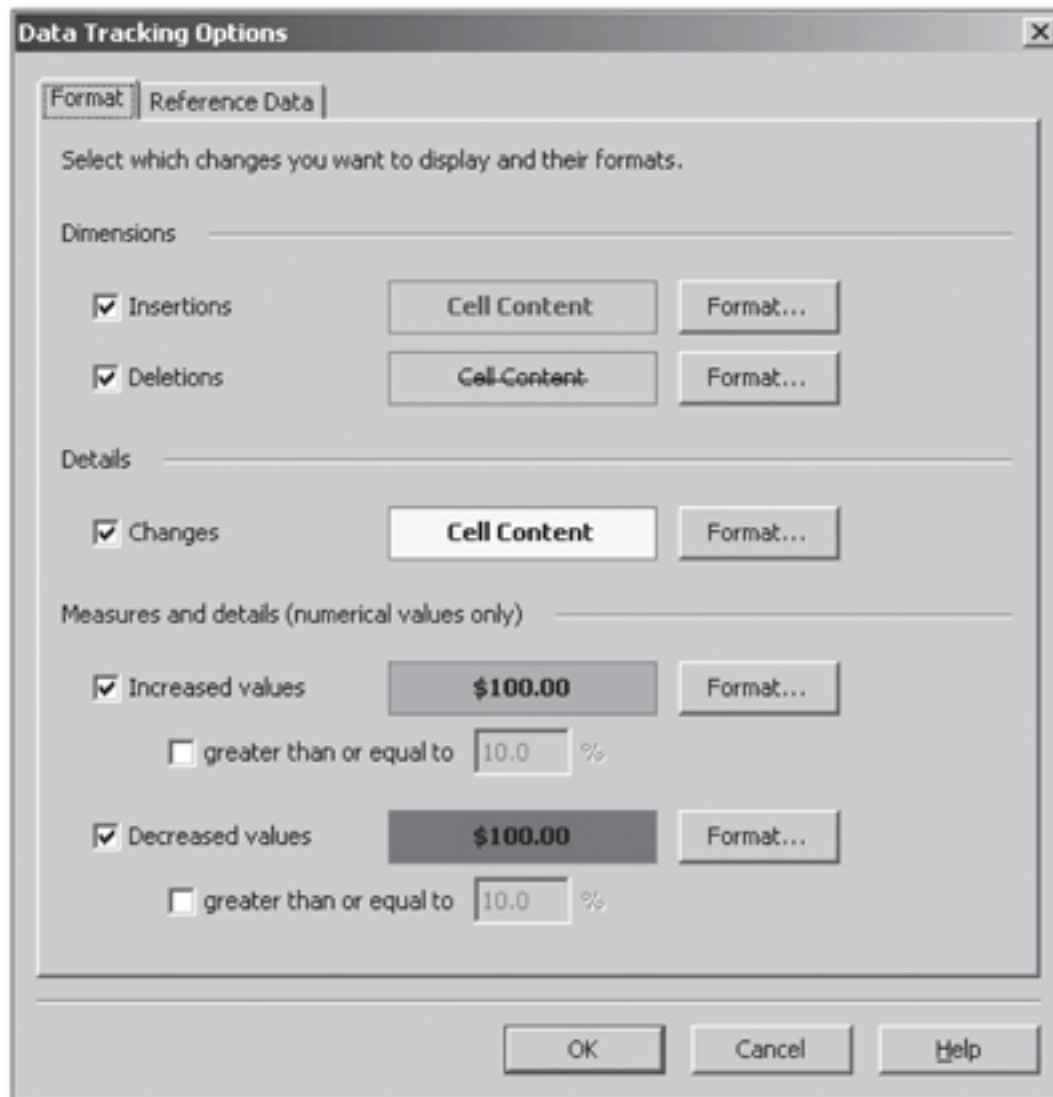 Data Tracking Options
Format Reference Data
Select which changes you want to display and their formats.
Dimensions
Insertions Cell Content Format...
Deletions Cell Content Format...
Details
Changes Cell Content Format...
Measures and details (numerical values only)
Increased values $100.00 Format...
greater than or equal to 10.0 %
Decreased values $100.00 Format...
greater than or equal to 10.0 %
OK Cancel Help